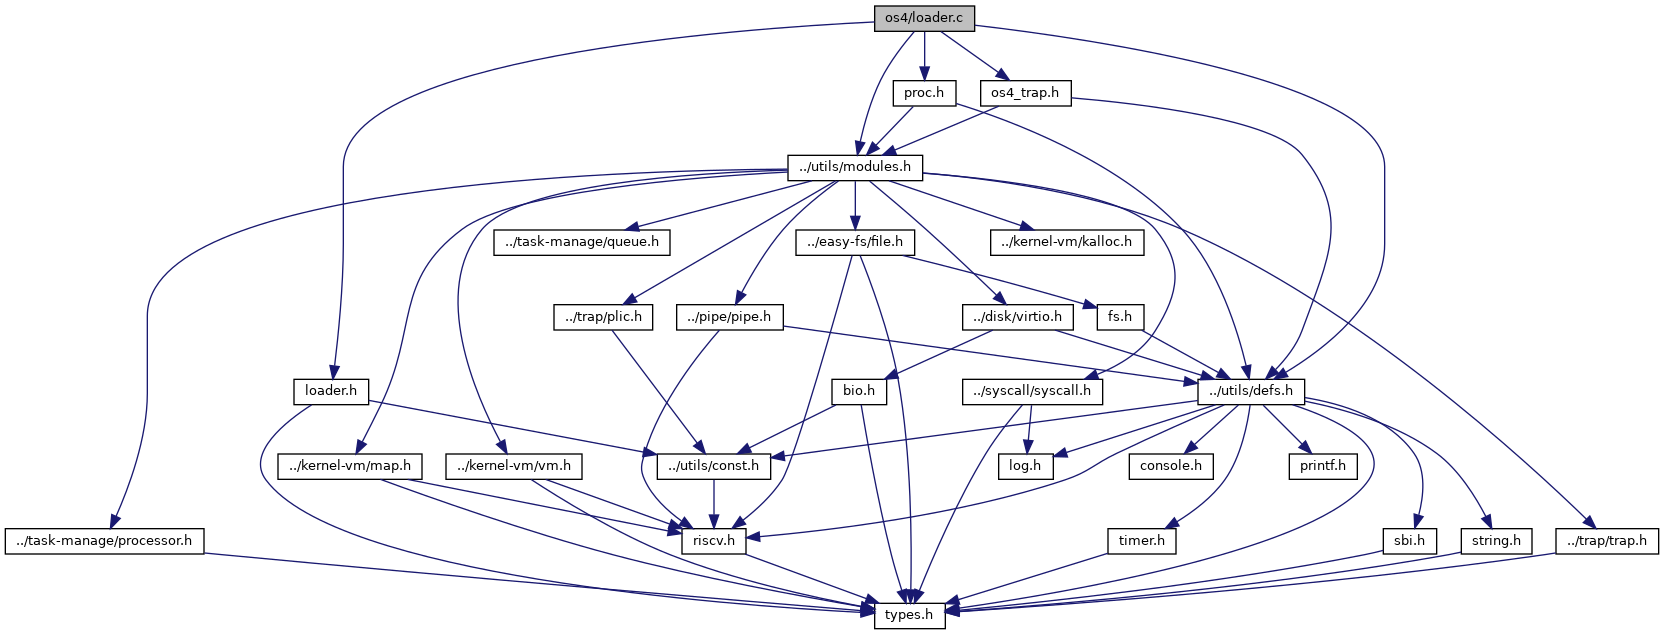 os4/loader.c
proc.h
os4_trap.h
../utils/modules.h
../task-manage/queue.h
../easy-fs/file.h
../kernel-vm/kalloc.h
../trap/plic.h
../pipe/pipe.h
../disk/virtio.h
fs.h
loader.h
bio.h
../syscall/syscall.h
../utils/defs.h
../kernel-vm/map.h
../kernel-vm/vm.h
../utils/const.h
log.h
console.h
printf.h
../task-manage/processor.h
riscv.h
timer.h
sbi.h
string.h
../trap/trap.h
types.h